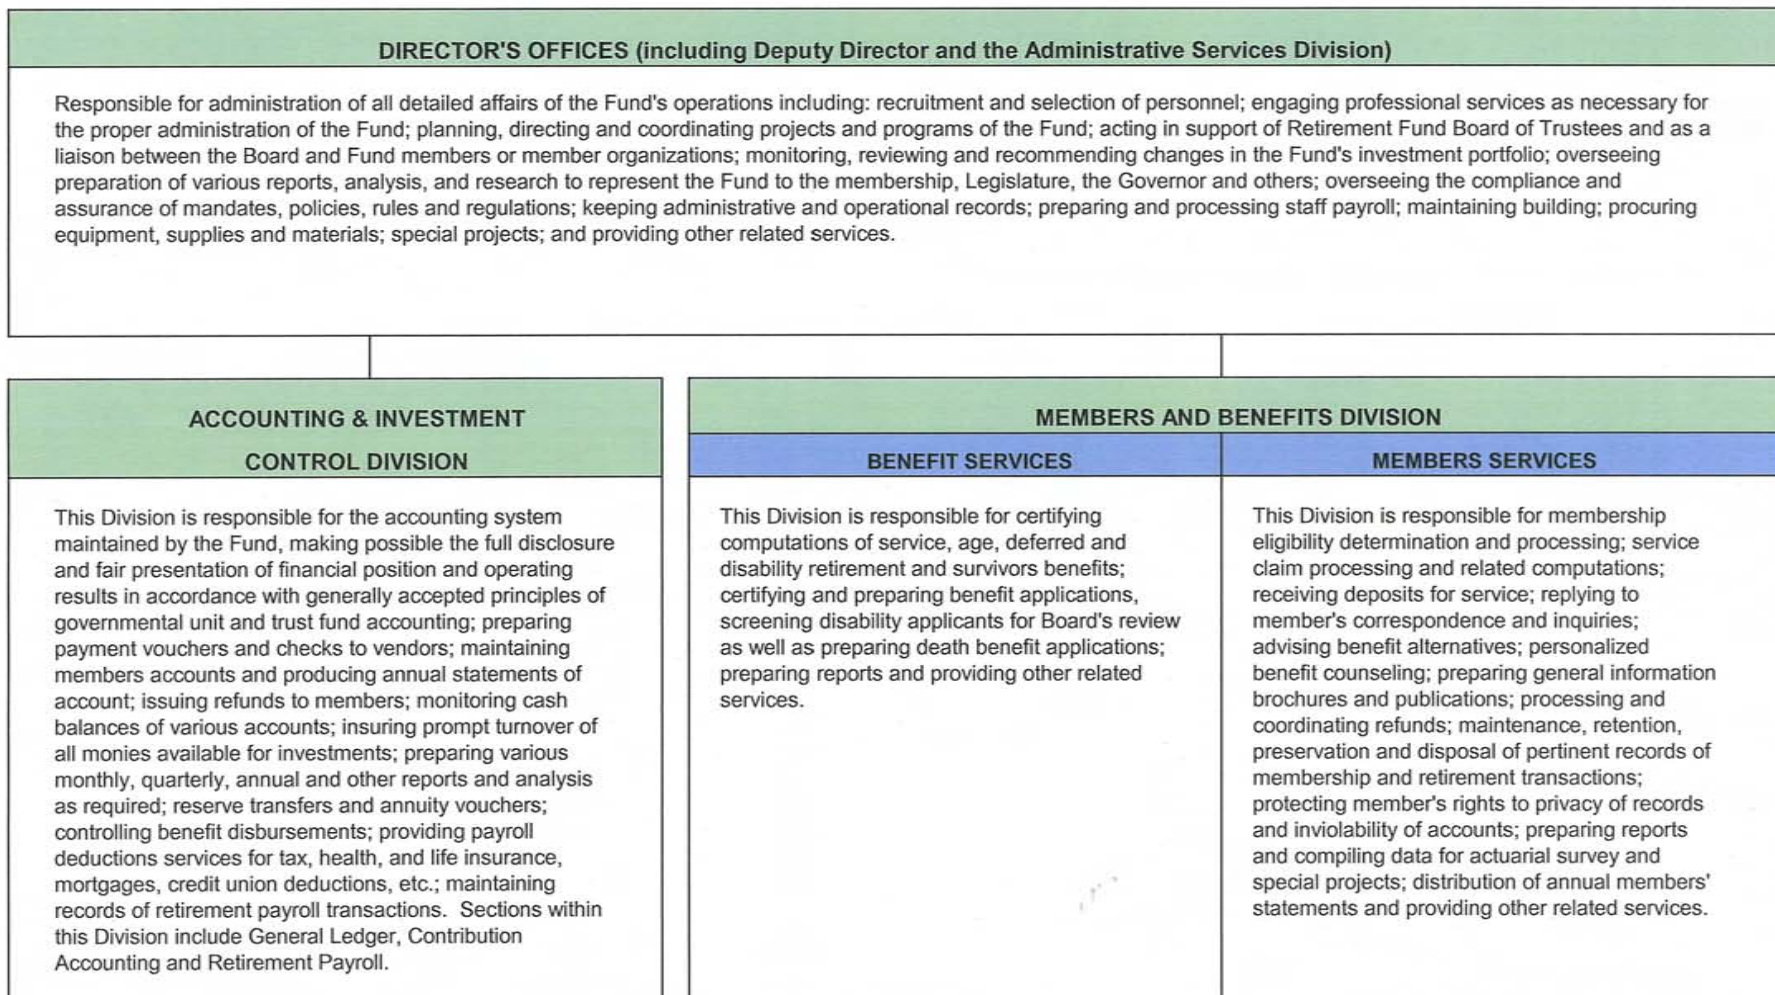 DIRECTOR'S OFFICES (including Deputy Director and the Administrative Services Division)
Responsible for administration of all detailed affairs of the Fund's operations including: recruitment and selection of personnel; engaging professional services as necessary for
the proper administration of the Fund; planning, directing and coordinating projects and programs of the Fund; acting in support of Retirement Fund Board of Trustees and as a
liaison between the Board and Fund members or member organizations; monitoring, reviewing and recommending changes in the Fund's investment portfolio; overseeing
preparation of various reports, analysis, and research to represent the Fund to the membership, Legislature, the Governor and others; overseeing the compliance and
assurance of mandates, policies, rules and regulations; keeping administrative and operational records; preparing and processing staff payroll; maintaining building; procuring
equipment, supplies and materials; special projects; and providing other related services.
ACCOUNTING & INVESTMENT
CONTROL DIVISION
This Division is responsible for the accounting system
maintained by the Fund, making possible the full disclosure
and fair presentation of financial position and operating
results in accordance with generally accepted principles of
governmental unit and trust fund accounting; preparing
payment vouchers and checks to vendors; maintaining
members accounts and producing annual statements of
account; issuing refunds to members; monitoring cash
balances of various accounts; insuring prompt turnover of
all monies available for investments; preparing various
monthly, quarterly, annual and other reports and analysis
as required; reserve transfers and annuity vouchers;
controlling benefit disbursements; providing payroll
deductions services for tax, health, and life insurance,
mortgages, credit union deductions, etc.; maintaining
records of retirement payroll transactions. Sections within
this Division include General Ledger, Contribution
Accounting and Retirement Payroll.
MEMBERS AND BENEFITS DIVISION
BENEFIT SERVICES
This Division is responsible for certifying
computations of service, age, deferred and
disability retirement and survivors benefits;
certifying and preparing benefit applications,
screening disability applicants for Board's review
as well as preparing death benefit applications;
preparing reports and providing other related
services.
MEMBERS SERVICES
This Division is responsible for membership
eligibility determination and processing; service
claim processing and related computations;
receiving deposits for service; replying to
member's correspondence and inquiries;
advising benefit alternatives; personalized
benefit counseling; preparing general information
brochures and publications; processing and
coordinating refunds; maintenance, retention,
preservation and disposal of pertinent records of
membership and retirement transactions;
protecting member's rights to privacy of records
and inviolability of accounts; preparing reports
and compiling data for actuarial survey and
special projects; distribution of annual members'
statements and providing other related services.